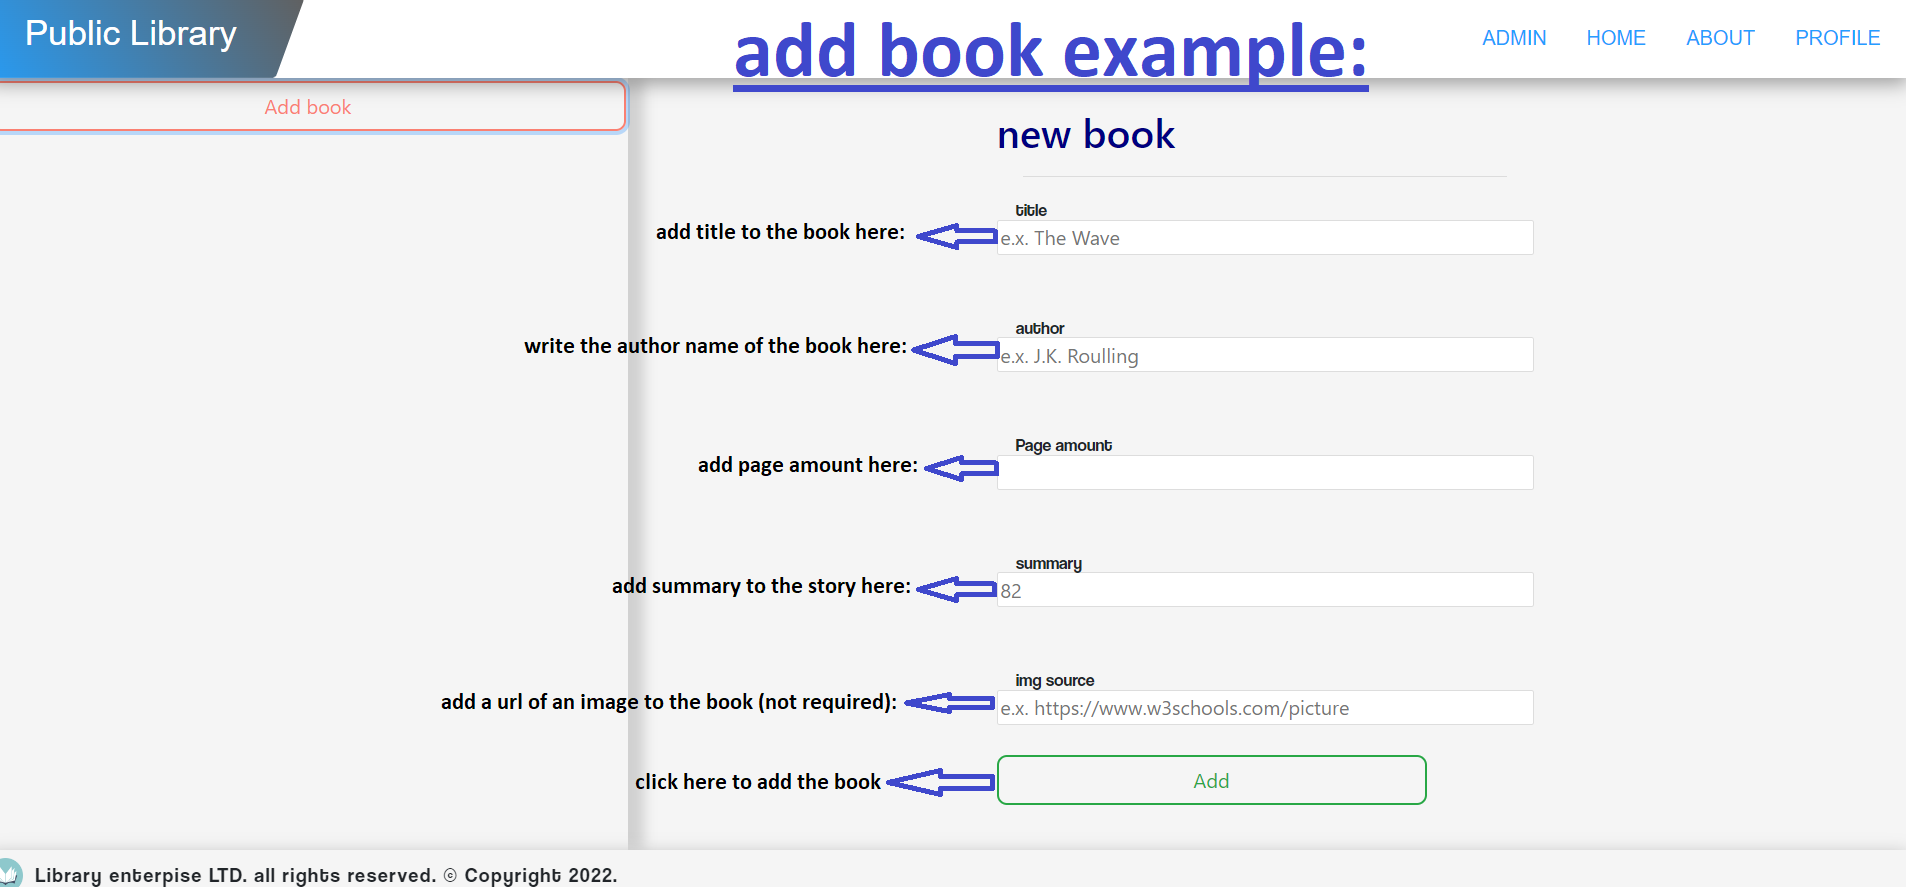 Public Library
add book example:
ADMIN HOME ABOUT PROFILE
Add book
new book
title
add title to the book here:
e.x. The Wave
author
write the author name of the book here:
e.x. J.K. Roulling
Page amount
add page amount here:
summary
add summary to the story here:
82
img source
add a url of an image to the book (not required):
e.x. https://www.w3schools.com/picture
click here to add the book
Add
Library enterpise LTD. all rights reserved. © Copyright 2022.